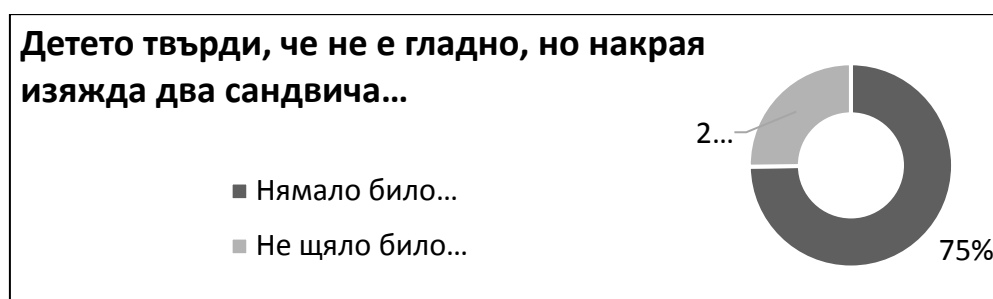 Детето твърди, че не е гладно, но накрая
изяжда два сандвича…
2…
Нямало било…
Не щяло било…
75%